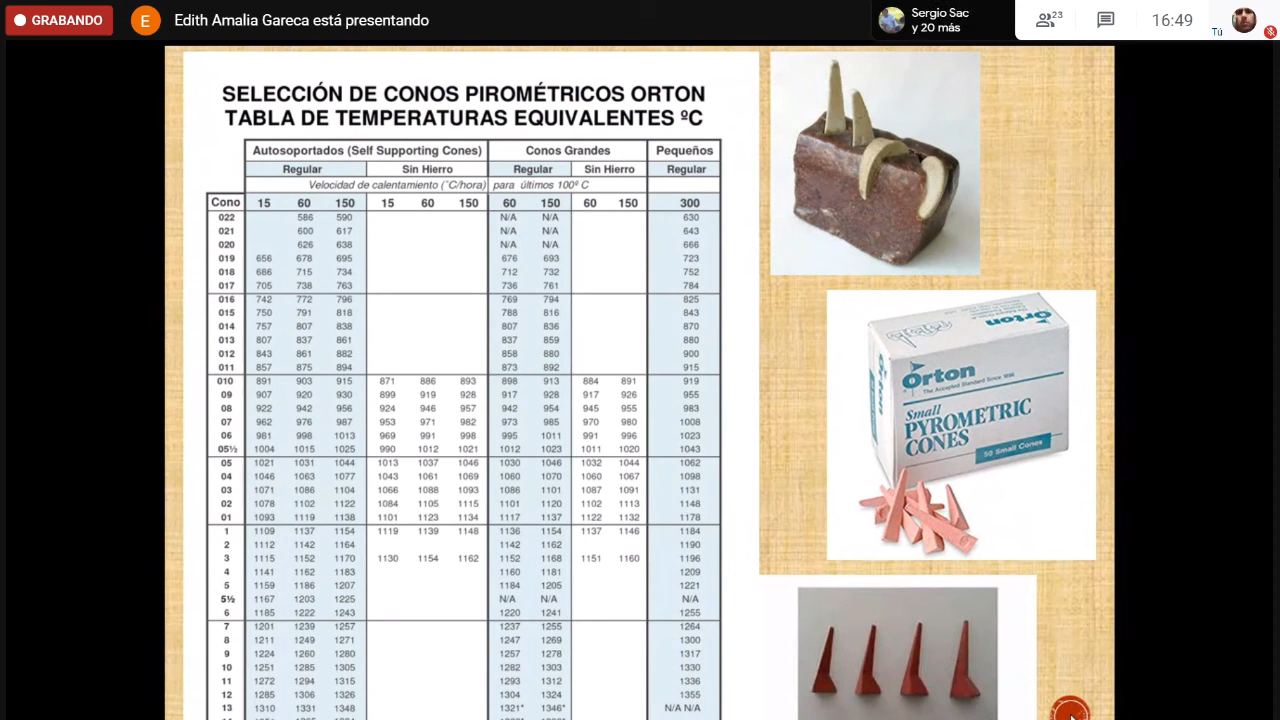 GRABANDO
E
Edith Amalia Gareca está presentando
Sergio Sac
y 20 más
23
16:49
Tú
SELECCIÓN DE CONOS PIROMÉTRICOS ORTON
TABLA DE TEMPERATURAS EQUIVALENTES ºC
Autosoportados (Self Supporting Cones) Conos Grandes Pequeños
Regular Sin Hierro Regular Sin Hierro Regular
Velocidad de calentamiento (˚C/hora) para últimos 100º C
Cono 15 60 150 15 60 150 60 150 60 150 300
022 586 590 N/A N/A 630
021 600 617 N/A N/A 643
020 626 638 N/A N/A 666
019 656 678 695 676 693 723
018 686 715 734 712 732 752
017 705 738 763 736 761 784
016 742 772 796 769 794 825
015 750 791 818 788 816 843
014 757 807 838 807 836 870
013 807 837 861 837 859 880
012 843 861 882 858 880 900
011 857 875 894 873 892 915
010 891 903 915 871 886 893 898 913 884 891 919
09 907 920 930 899 919 928 917 928 917 926 955
08 922 942 956 924 946 957 942 954 945 955 983
07 962 976 987 953 971 982 973 985 970 980 1008
06 981 998 1013 969 991 998 995 1011 991 996 1023
05½ 1004 1015 1025 990 1012 1021 1012 1023 1011 1020 1043
05 1021 1031 1044 1013 1037 1046 1030 1046 1032 1044 1062
04 1046 1063 1077 1043 1061 1069 1060 1070 1060 1067 1098
03 1071 1086 1104 1066 1088 1093 1086 1101 1087 1091 1131
02 1078 1102 1122 1084 1105 1115 1101 1120 1102 1113 1148
01 1093 1119 1138 1101 1123 1134 1117 1137 1122 1132 1178
1 1109 1137 1154 1119 1139 1148 1136 1154 1137 1146 1184
2 1112 1142 1164 1142 1162 1190
3 1115 1152 1170 1130 1154 1162 1152 1168 1151 1160 1196
4 1141 1162 1183 1160 1181 1209
5 1159 1186 1207 1184 1205 1221
5½ 1167 1203 1225 N/A N/A N/A
6 1185 1222 1243 1220 1241 1255
7 1201 1239 1257 1237 1255 1264
8 1211 1249 1271 1247 1269 1300
9 1224 1260 1280 1257 1278 1317
10 1251 1285 1305 1282 1303 1330
11 1272 1294 1315 1293 1312 1336
12 1285 1306 1326 1304 1324 1355
13 1310 1331 1348 1321* 1346* N/A N/A
Orton
Orton
Orton
The Accepted Standard Since 1896
Small
PYROMETRIC
CONES
50 Small Cones